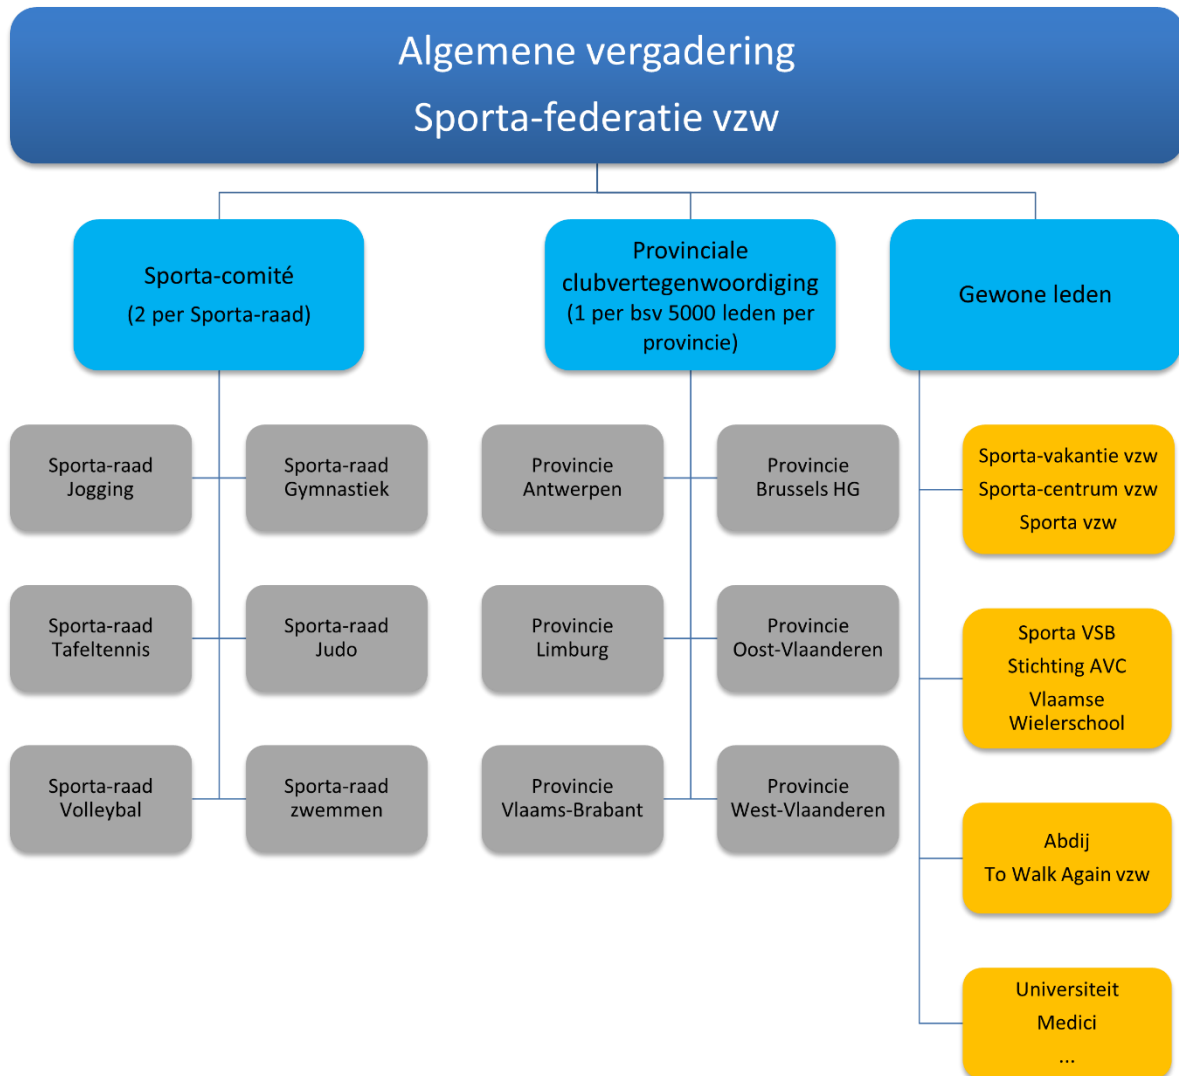 Algemene vergadering
Sporta-federatie vzw
Sporta-comité
(2 per Sporta-raad)
Provinciale
clubvertegenwoordiging
(1 per bsv 5000 leden per
provincie)
Gewone leden
Sporta-raad
Jogging
Sporta-raad
Gymnastiek
Sporta-raad
Tafeltennis
Sporta-raad
Judo
Sporta-raad
Volleybal
Sporta-raad
zwemmen
Provincie
Antwerpen
Provincie
Brussels HG
Provincie
Limburg
Provincie
Oost-Vlaanderen
Provincie
Vlaams-Brabant
Provincie
West-Vlaanderen
Sporta-vakantie vzw
Sporta-centrum vzw
Sporta vzw
Sporta VSB
Stichting AVC
Vlaamse
Wielerschool
Abdij
To Walk Again vzw
Universiteit
Medici
...